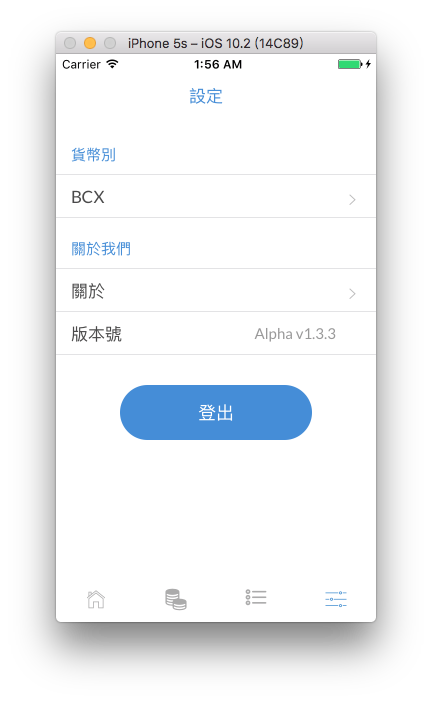 iPhone 5s – iOS 10.2 (14C89)
Carrier 1:56 AM
設定
貨幣別
BCX
關於我們
關於
版本號 Alpha v1.3.3
登出